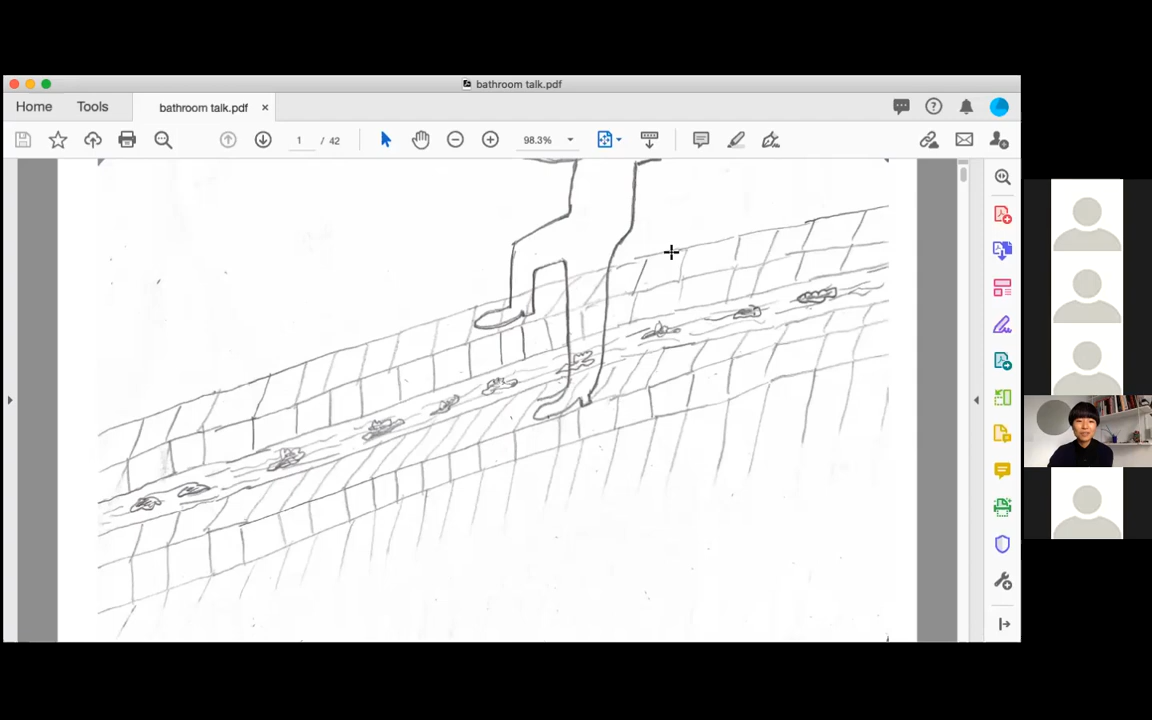 bathroom talk.pdf
Home
Tools
bathroom talk.pdf ×
1 / 42
98.3%